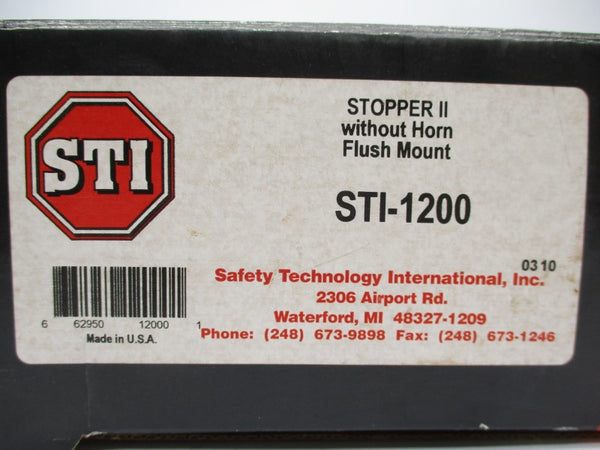 STI
STOPPER II
without Horn
Flush Mount
STI-1200
0310
Safety Technology International, Inc.
2306 Airport Rd.
Waterford, MI 48327-1209
Phone: (248) 673-9898 Fax: (248) 673-1246
6 62950 12000 1
Made in U.S.A.